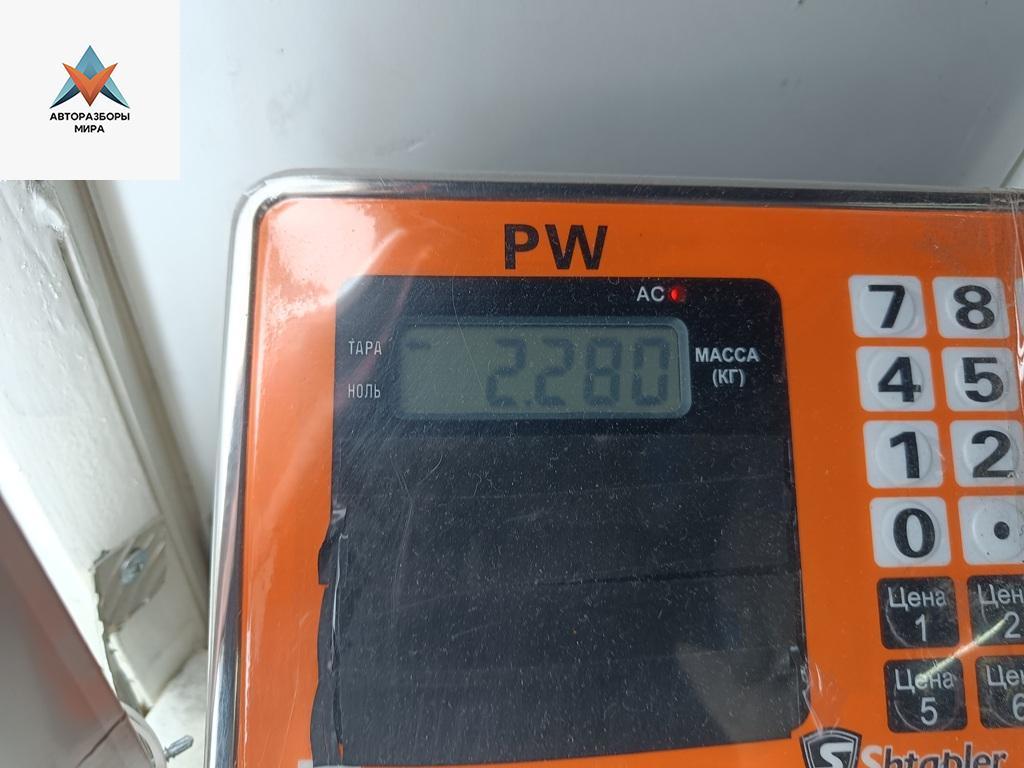 АВТОРАЗБОРЫ
МИРА
PW
AC
ТАРА
НОЛЬ
2.280
МАССА
(КГ)
7 8
4 5
1 2
0 •
Цена
1
2
Цена
5
6
Shtapler